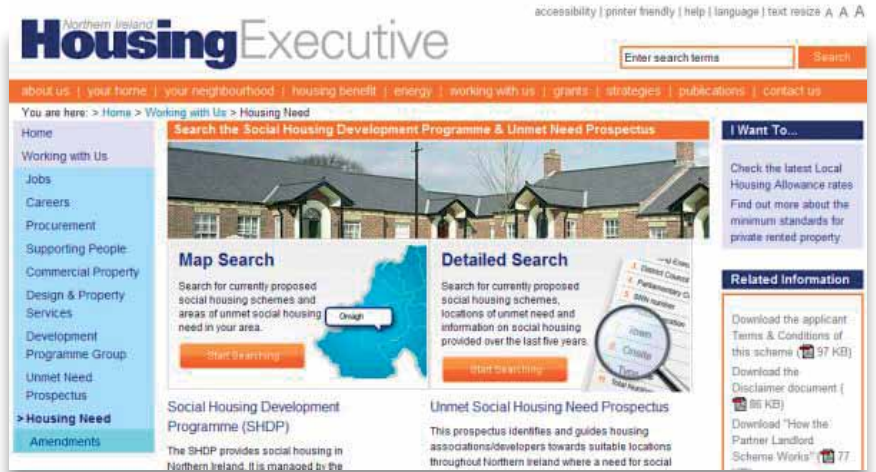 accessibility | printer friendly | help | language | text resize A A A
Northern Ireland
HousingExecutive
Enter search terms
Search
about us | your home | your neighbourhood | housing benefit | energy | working with us | grants | strategies | publications | contact us
You are here: > Home > Working with Us > Housing Need
Home
Working with Us
Jobs
Careers
Procurement
Supporting People
Commercial Property
Design & Property
Services
Development
Programme Group
Unmet Need
Prospectus
> Housing Need
Amendments
Search the Social Housing Development Programme & Unmet Need Prospectus
Map Search
Search for currently proposed
social housing schemes and
areas of unmet social housing
need in your area.
Start Searching
Omagh
Detailed Search
Search for currently proposed
social housing schemes,
locations of unmet need and
information on social housing
provided over the last five years.
Start Searching
District Council
Parliamentary
SNN number
Onsite
Total
Social Housing Development
Programme (SHDP)
The SHDP provides social housing in
Northern Ireland. It is managed by the
Unmet Social Housing Need Prospectus
This prospectus identifies and guides housing
associations/developers towards suitable locations
throughout Northern Ireland where a need for social
I Want To...
Check the latest Local
Housing Allowance rates
Find out more about the
minimum standards for
private rented property
Related Information
Download the applicant
Terms & Conditions of
this scheme ( 97 KB)
Download the
Disclaimer document (
86 KB)
Download "How the
Partner Landlord
Scheme Works" ( 77